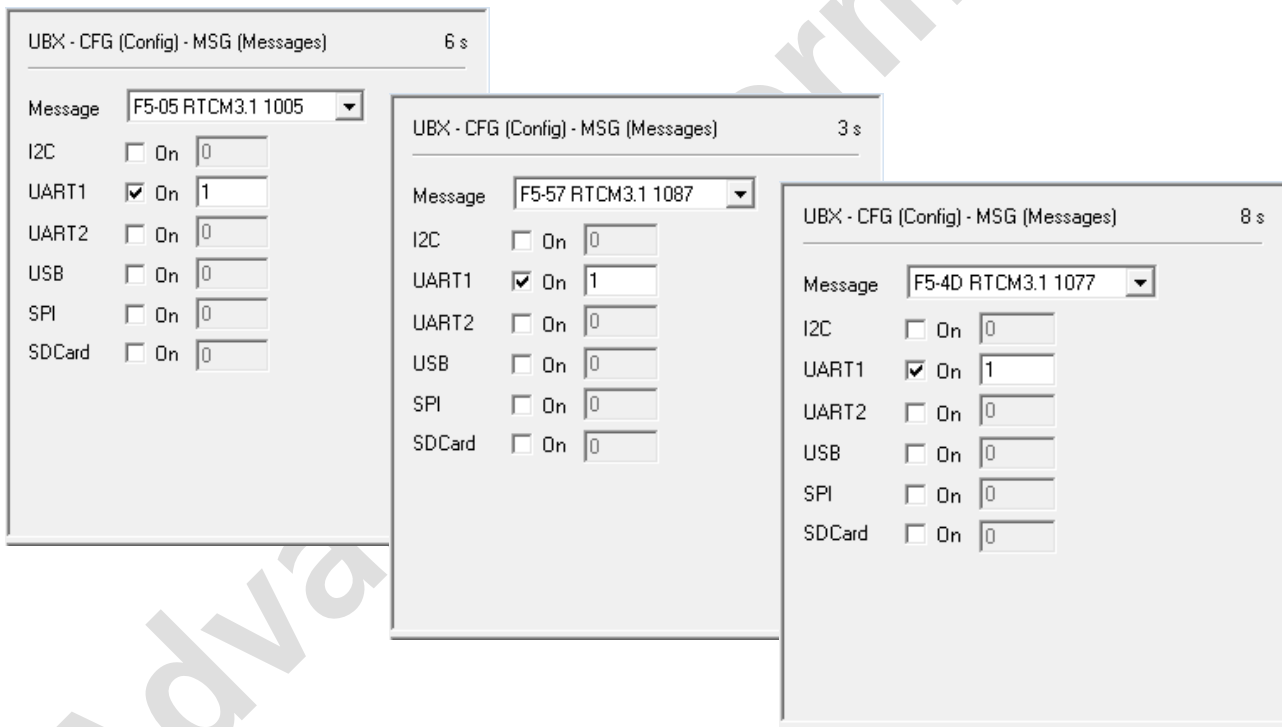 UBX - CFG (Config) - MSG (Messages) 6 s
Message F5-05 RTCM3.1 1005
I2C On 0
UART1 On 1
UART2 On 0
USB On 0
SPI On 0
SDCard On 0
UBX - CFG (Config) - MSG (Messages) 3 s
Message F5-57 RTCM3.1 1087
I2C On 0
UART1 On 1
UART2 On 0
USB On 0
SPI On 0
SDCard On 0
UBX - CFG (Config) - MSG (Messages) 8 s
Message F5-4D RTCM3.1 1077
I2C On 0
UART1 On 1
UART2 On 0
USB On 0
SPI On 0
SDCard On 0